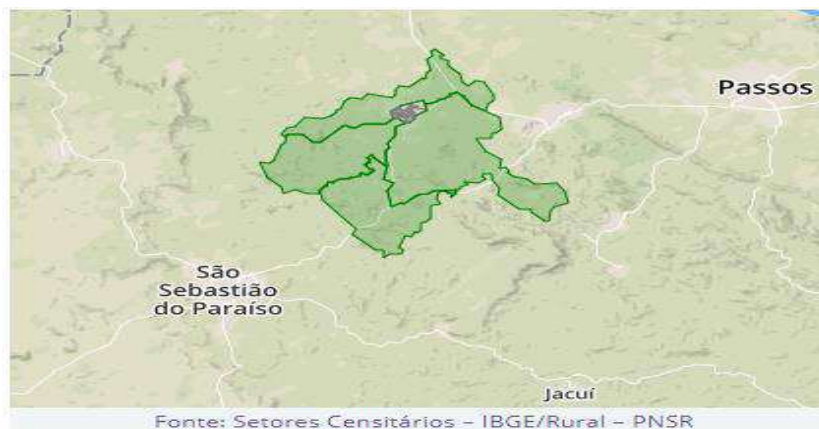 Passos
São
Sebastião
do Paraíso
Jacuí
Fonte: Setores Censitários – IBGE/Rural – PNSR